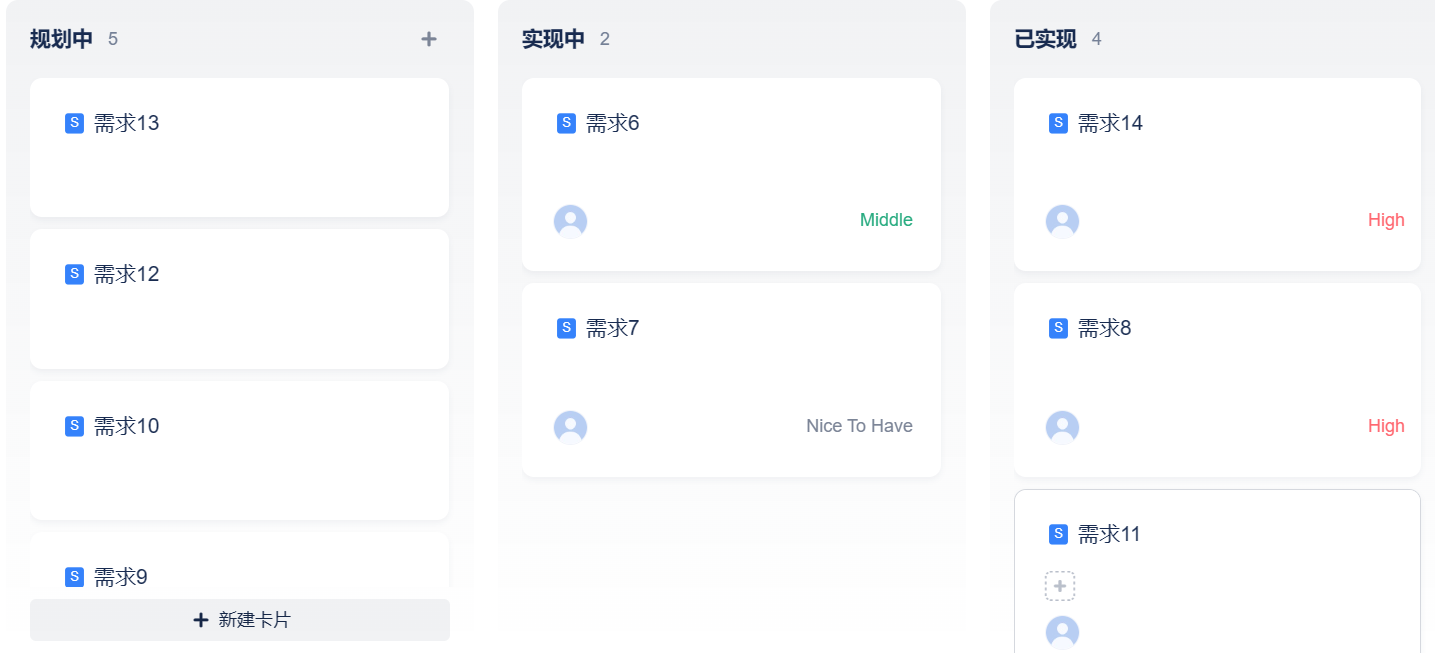 规划中 5
S 需求13
S 需求12
S 需求10
S 需求9
新建卡片
实现中 2
S 需求6
Middle
S 需求7
Nice To Have
已实现 4
S 需求14
High
S 需求8
High
S 需求11